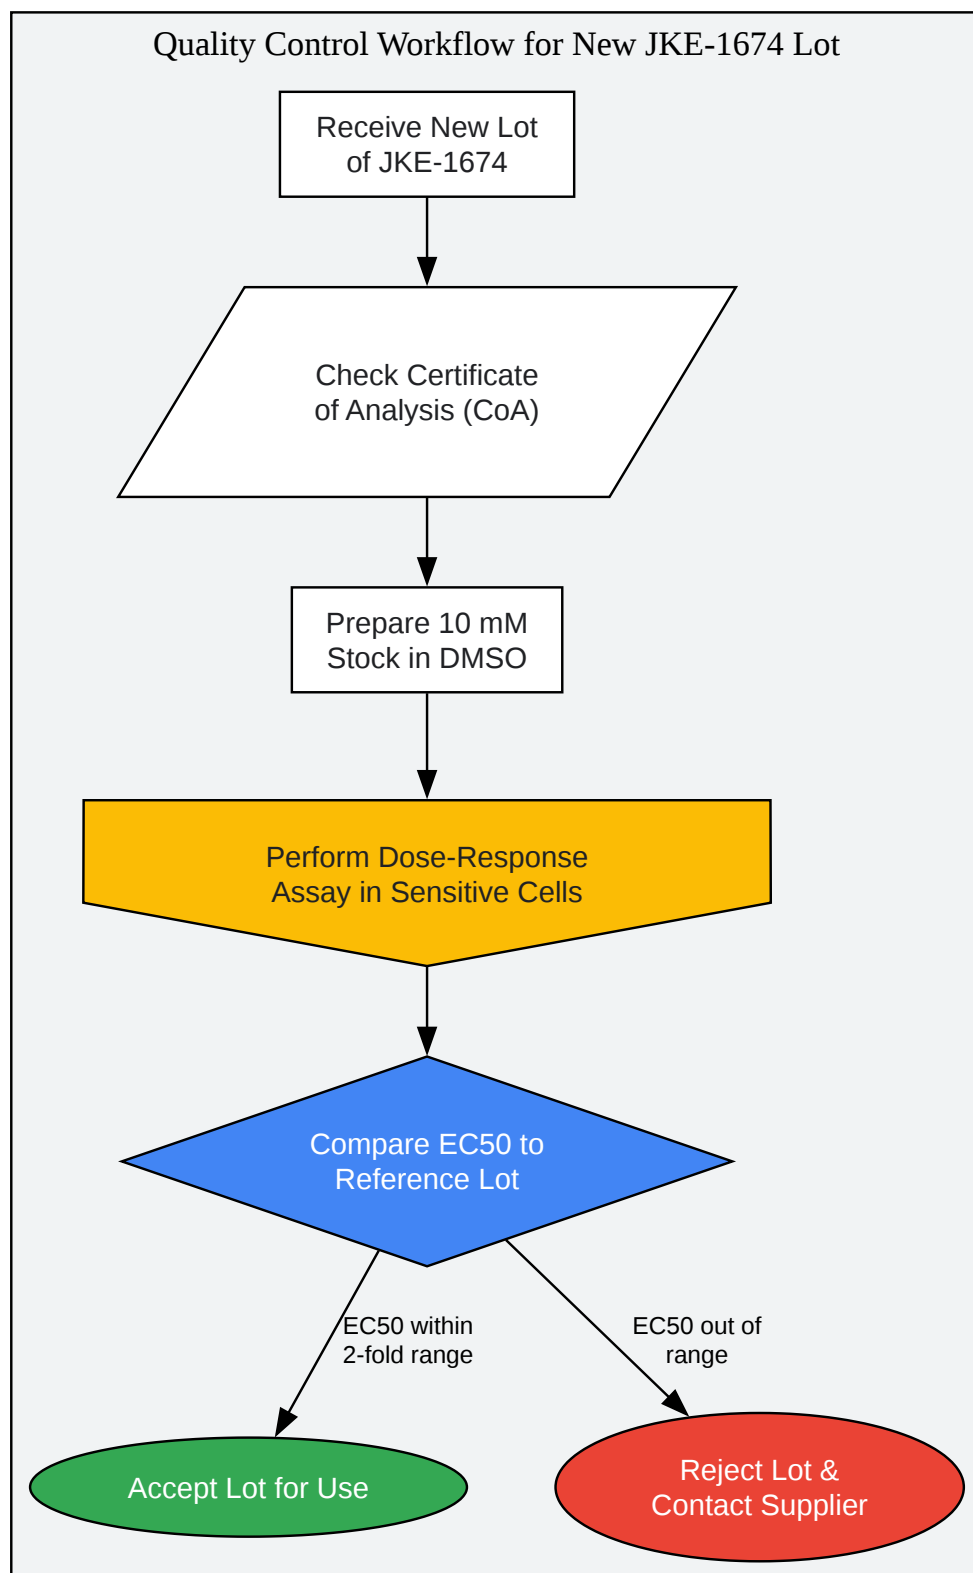 Quality Control Workflow for New JKE-1674 Lot
Receive New Lot
of JKE-1674
Check Certificate
of Analysis (CoA)
Prepare 10 mM
Stock in DMSO
Perform Dose-Response
Assay in Sensitive Cells
Compare EC50 to
Reference Lot
EC50 within
2-fold range
EC50 out of
range
Accept Lot for Use
Reject Lot &
Contact Supplier